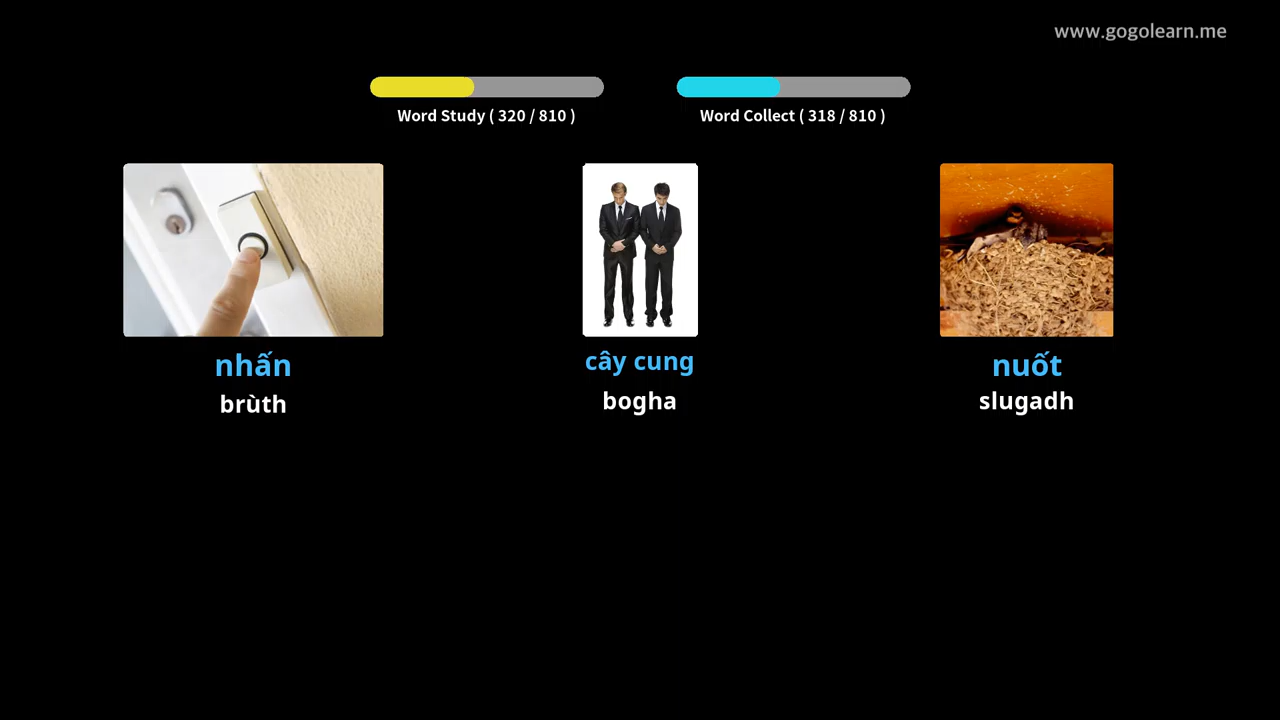 www.gogolearn.me
Word Study ( 320 / 810 )
Word Collect ( 318 / 810 )
nhấn
brùth
cây cung
bogha
nuốt
slugadh